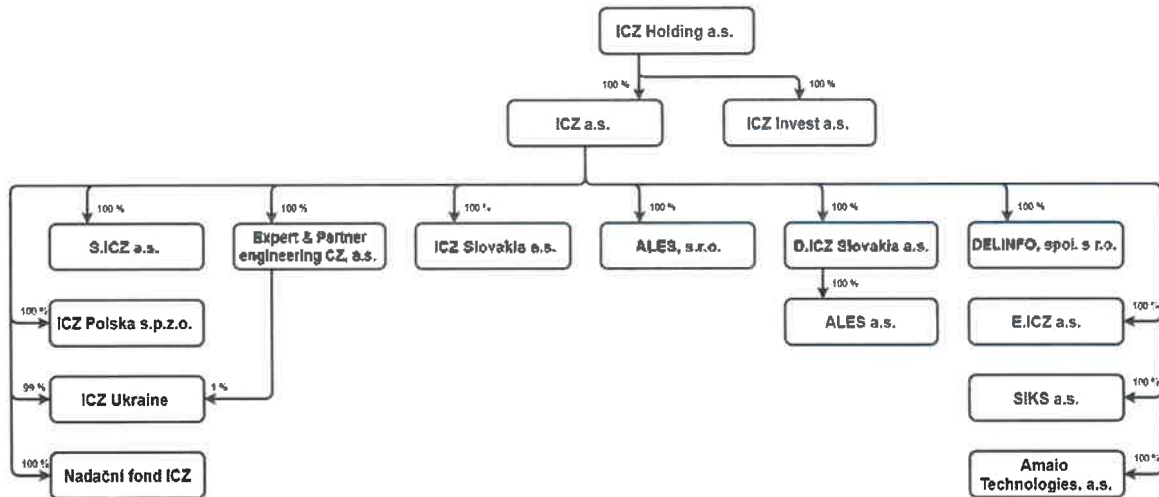 ICZ Holding a.s.
100 %
100 %
ICZ a.s.
ICZ Invest a.s.
100 %
100 %
100 %
100 %
100 %
100 %
S.ICZ a.s.
Expert & Partner
engineering CZ, a.s.
ICZ Slovakia a.s.
ALES, s.r.o.
D.ICZ Slovakia a.s.
DELINFO, spol. s r.o.
100 %
100 %
100 %
ICZ Polska s.p.z.o.
ALES a.s.
E.ICZ a.s.
99 %
1 %
100 %
ICZ Ukraine
SIKS a.s.
100 %
100 %
Nadační fond ICZ
Amaio
Technologies, a.s.